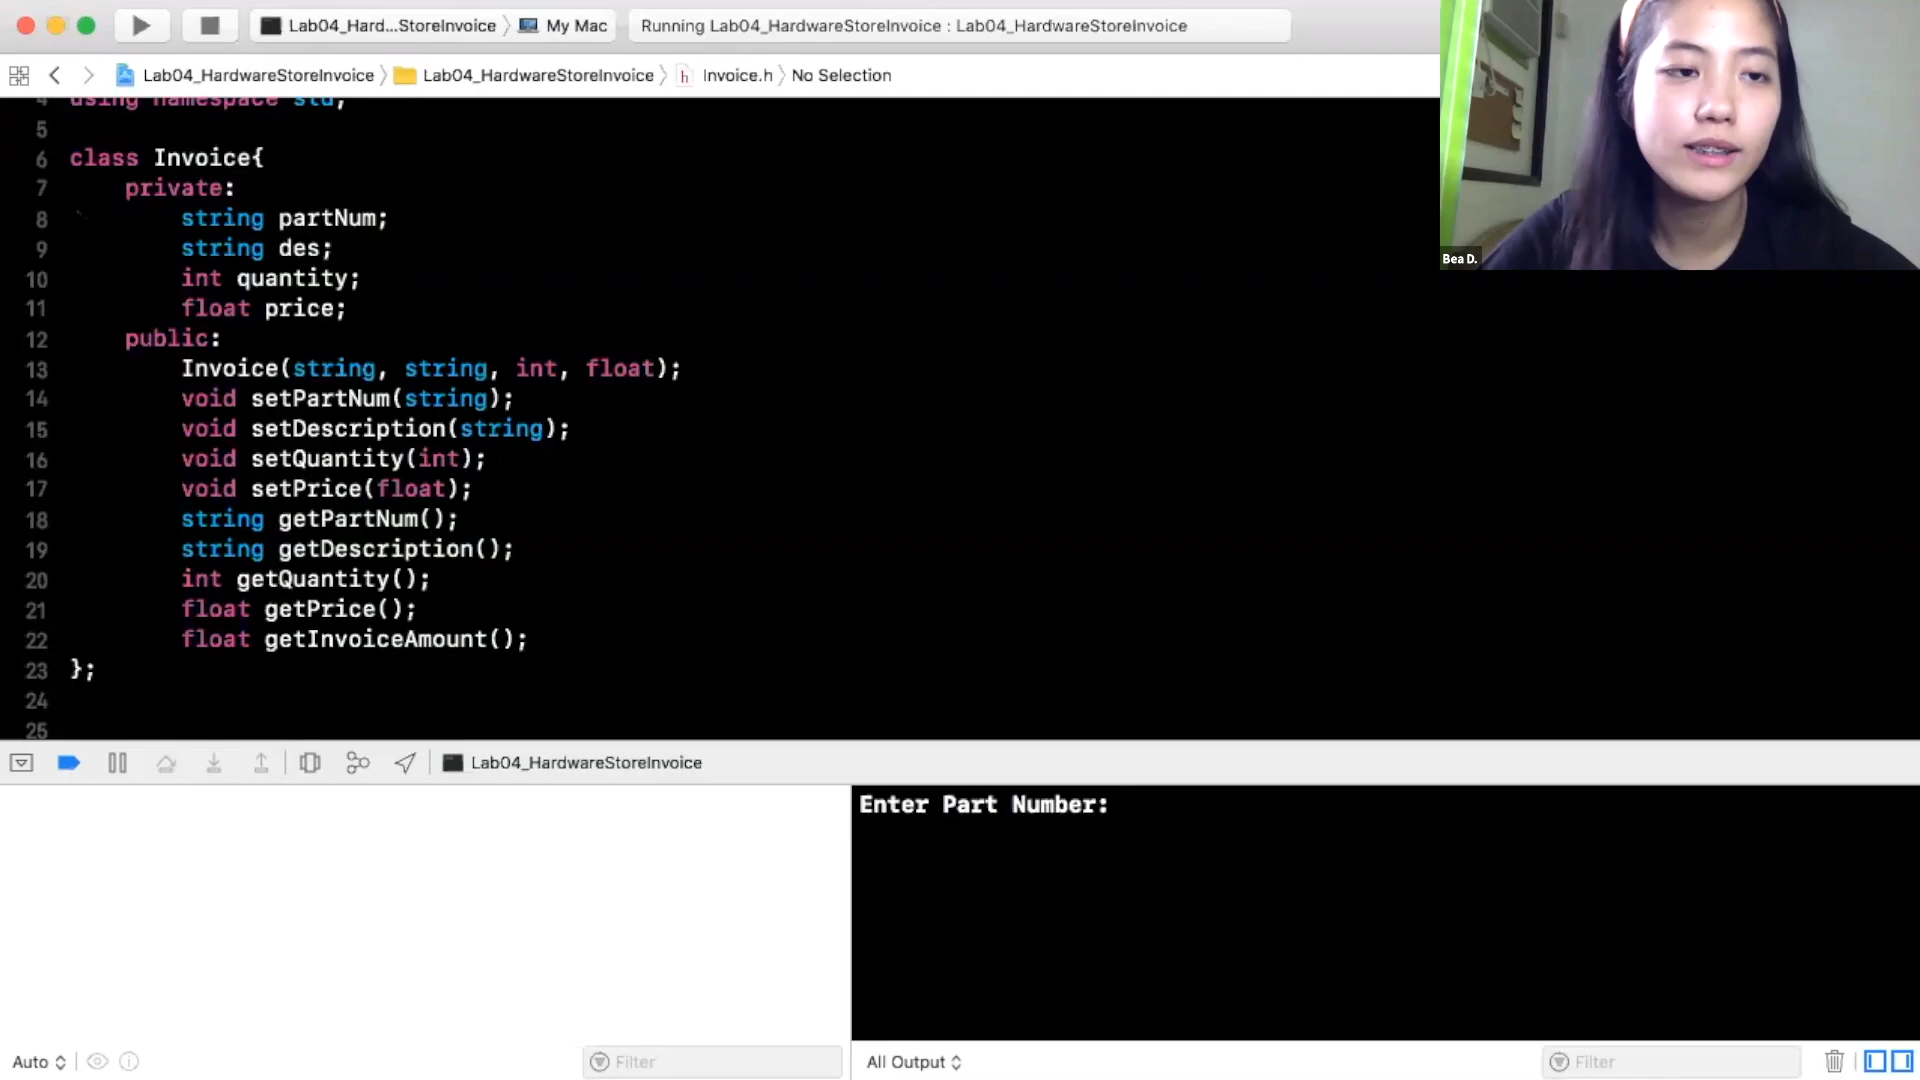 Lab04_Hard...StoreInvoice 〉 My Mac
Running Lab04_HardwareStoreInvoice : Lab04_HardwareStoreInvoice
Lab04_HardwareStoreInvoice 〉 Lab04_HardwareStoreInvoice 〉 h Invoice.h 〉 No Selection
Bea D.
4 using namespace std;
5
6 class Invoice{
7 private:
8 string partNum;
9 string des;
10 int quantity;
11 float price;
12 public:
13 Invoice(string, string, int, float);
14 void setPartNum(string);
15 void setDescription(string);
16 void setQuantity(int);
17 void setPrice(float);
18 string getPartNum();
19 string getDescription();
20 int getQuantity();
21 float getPrice();
22 float getInvoiceAmount();
23 };
24
25
Lab04_HardwareStoreInvoice
Enter Part Number:
Auto
Filter
All Output
Filter